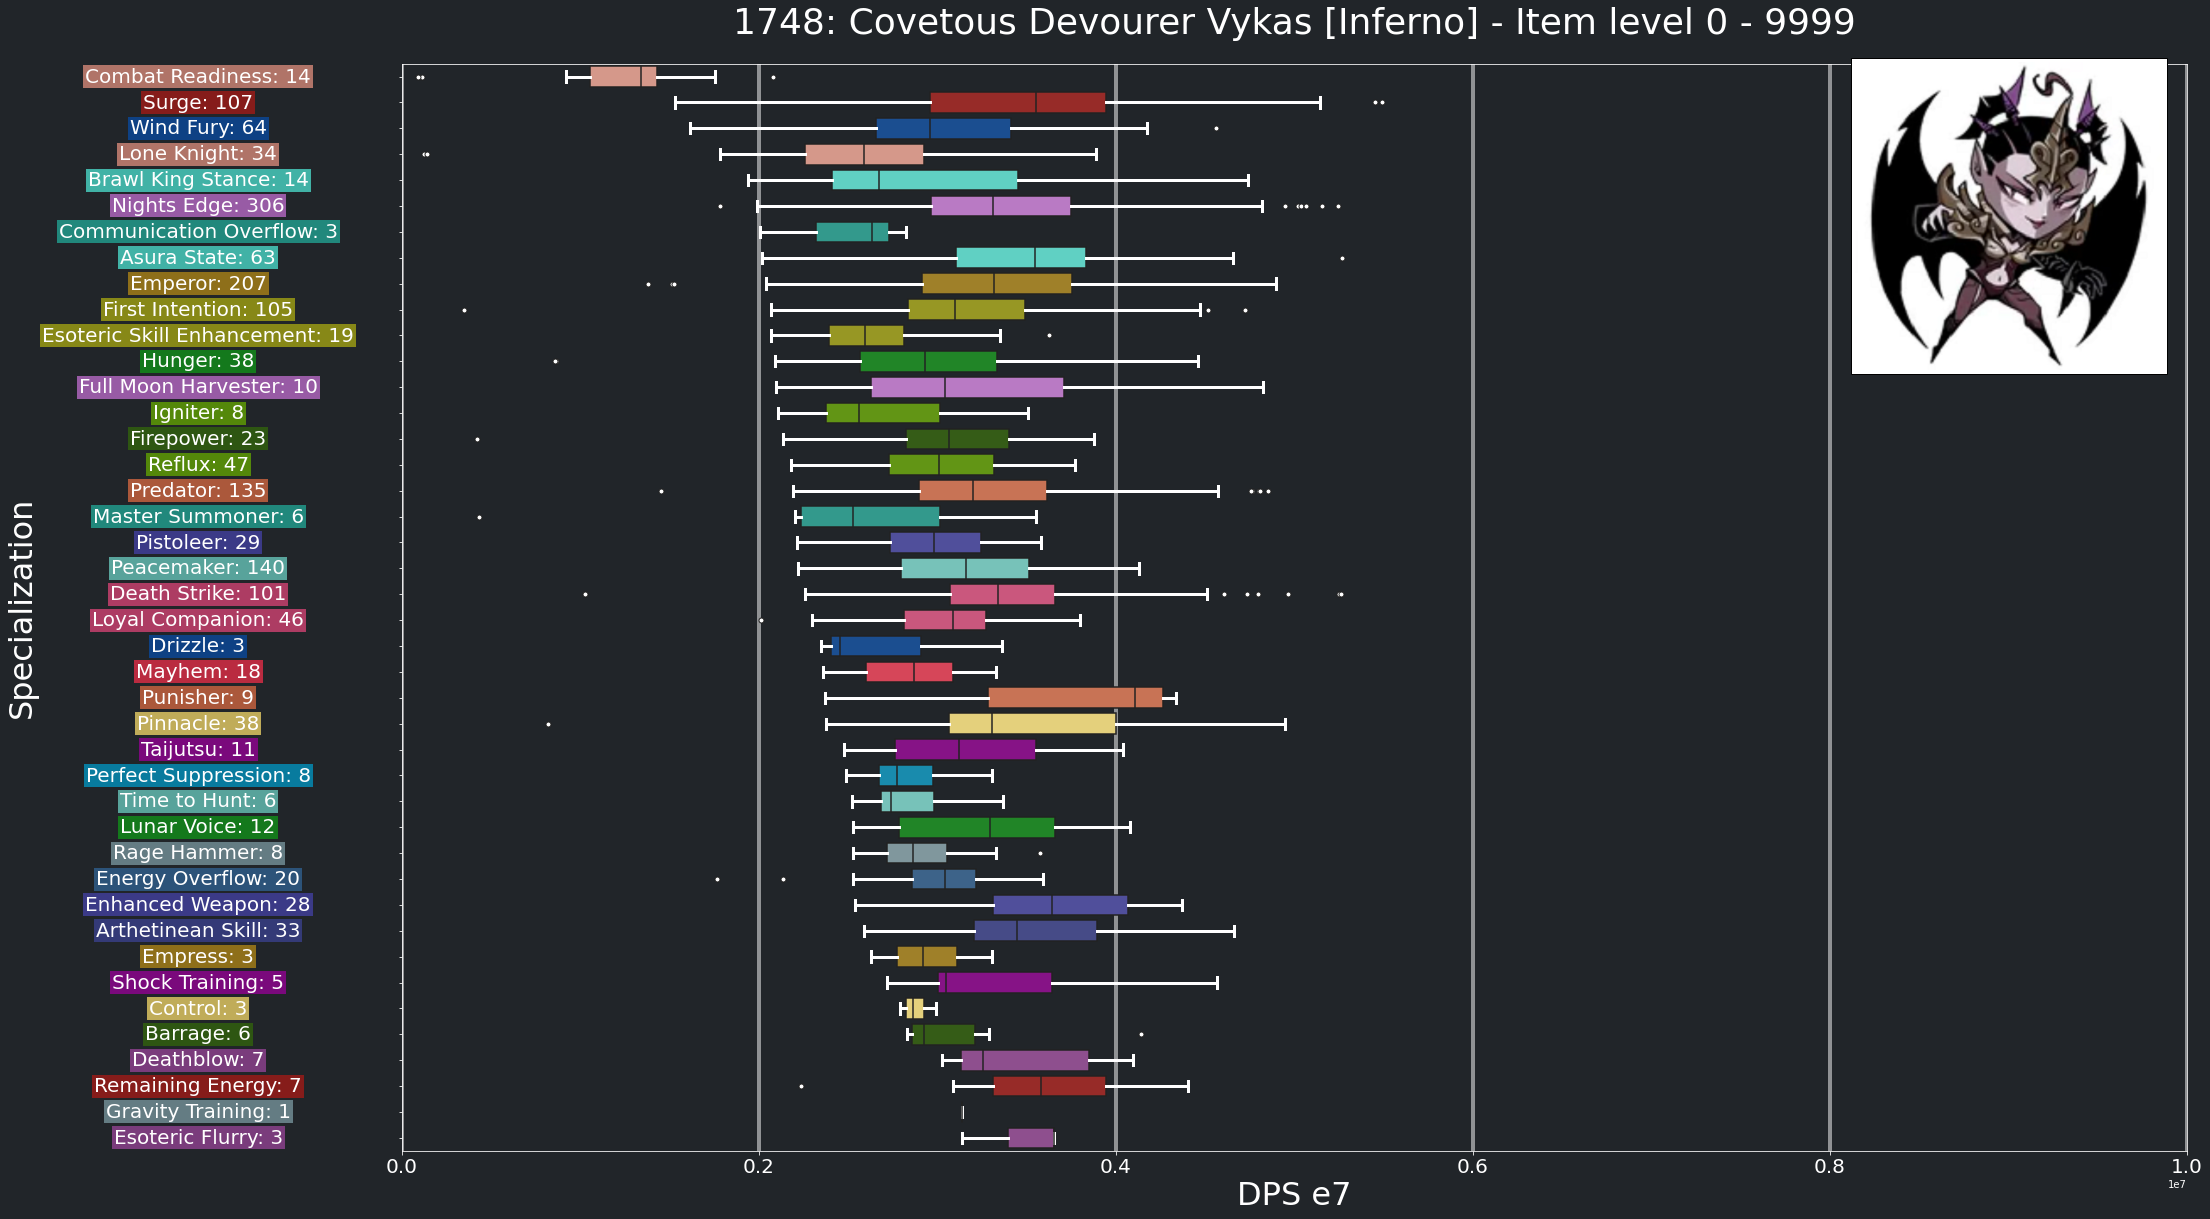 1748: Covetous Devourer Vykas [Inferno] - Item level 0 - 9999
Combat Readiness: 14
Surge: 107
Wind Fury: 64
Lone Knight: 34
Brawl King Stance: 14
Nights Edge: 306
Communication Overflow: 3
Asura State: 63
Emperor: 207
First Intention: 105
Esoteric Skill Enhancement: 19
Hunger: 38
Full Moon Harvester: 10
Igniter: 8
Firepower: 23
Reflux: 47
Predator: 135
Master Summoner: 6
Pistoleer: 29
Peacemaker: 140
Death Strike: 101
Loyal Companion: 46
Drizzle: 3
Mayhem: 18
Punisher: 9
Pinnacle: 38
Taijutsu: 11
Perfect Suppression: 8
Time to Hunt: 6
Lunar Voice: 12
Rage Hammer: 8
Energy Overflow: 20
Enhanced Weapon: 28
Arthetinean Skill: 33
Empress: 3
Shock Training: 5
Control: 3
Barrage: 6
Deathblow: 7
Remaining Energy: 7
Gravity Training: 1
Esoteric Flurry: 3
Specialization
0.0 0.2 0.4 0.6 0.8 1.0
1e7
DPS e7